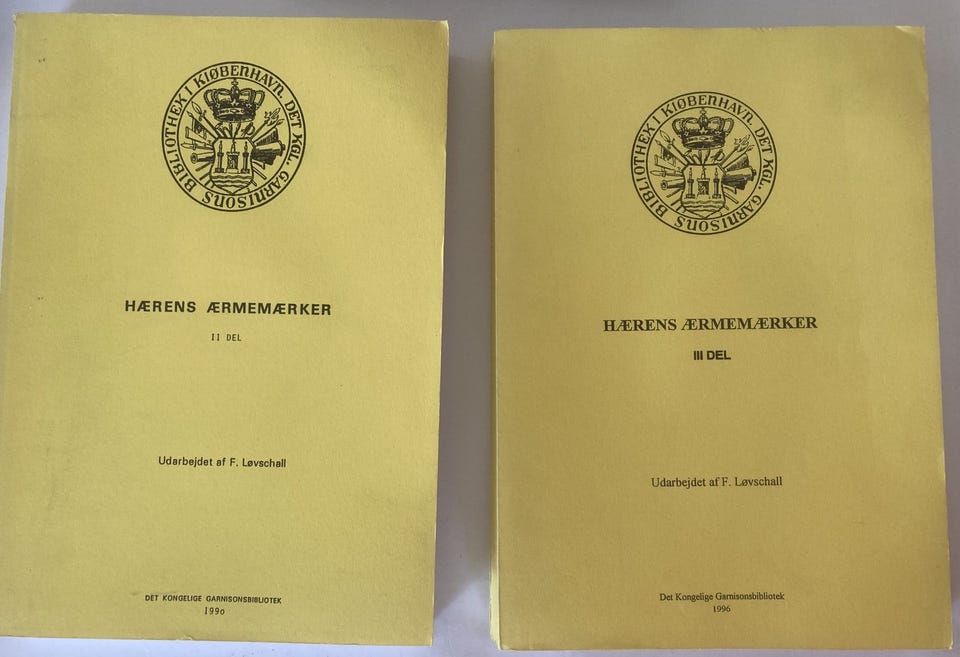 DET KGL. GARNISONS BIBLIOTHEK I KIØBENHAVN.
HÆRENS ÆRMEMÆRKER
II DEL
Udarbejdet af F. Løvschall
DET KONGELIGE GARNISONSBIBLIOTEK
1990
DET KGL. GARNISONS BIBLIOTHEK I KIØBENHAVN.
HÆRENS ÆRMEMÆRKER
III DEL
Udarbejdet af F. Løvschall
Det Kongelige Garnisonsbibliotek
1996